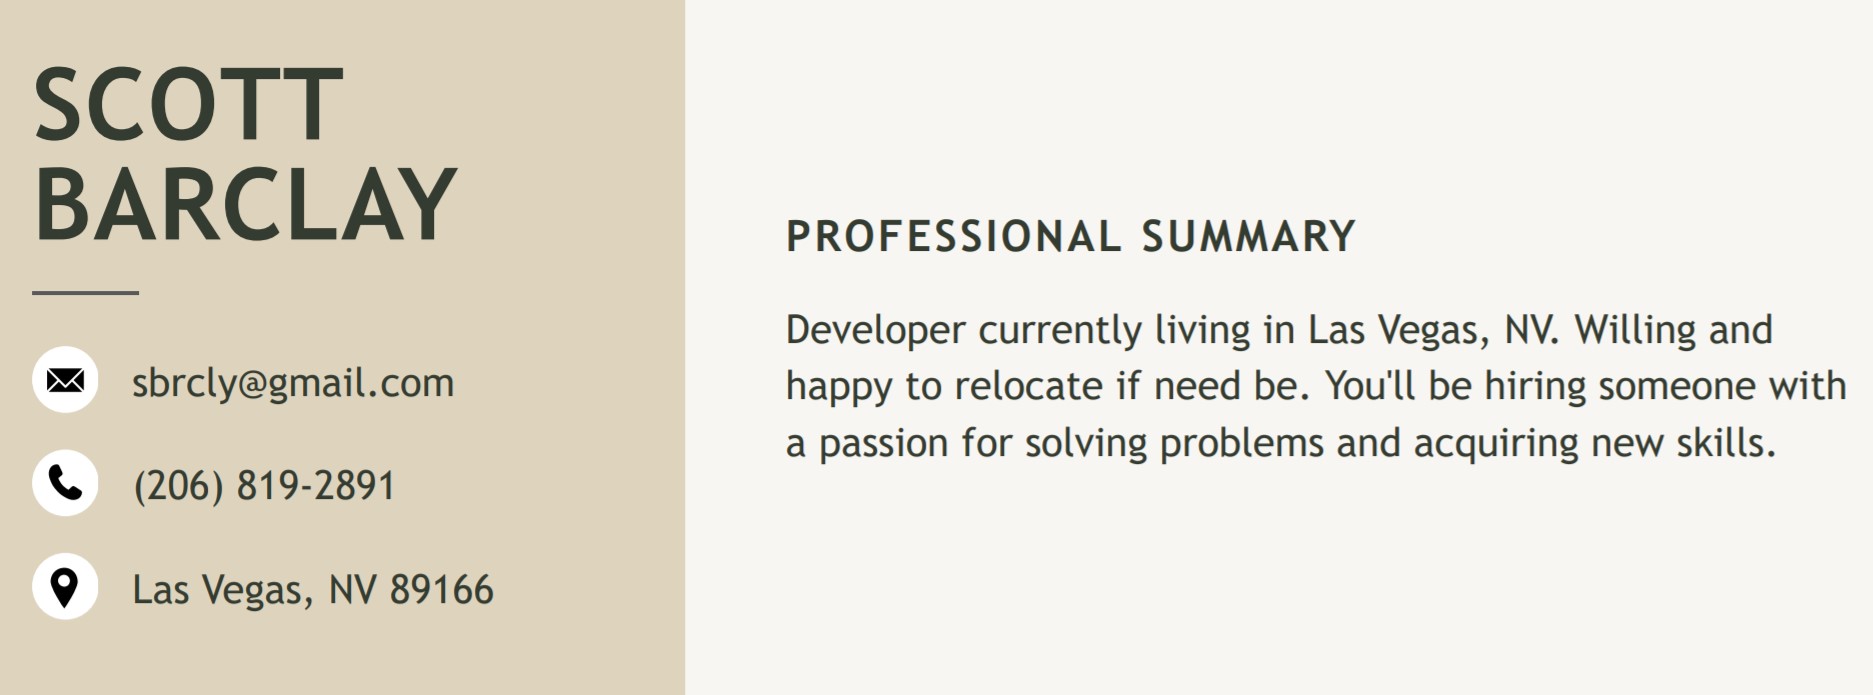 SCOTT
BARCLAY
sbrcly@gmail.com
(206) 819-2891
Las Vegas, NV 89166
PROFESSIONAL SUMMARY
Developer currently living in Las Vegas, NV. Willing and
happy to relocate if need be. You'll be hiring someone with
a passion for solving problems and acquiring new skills.